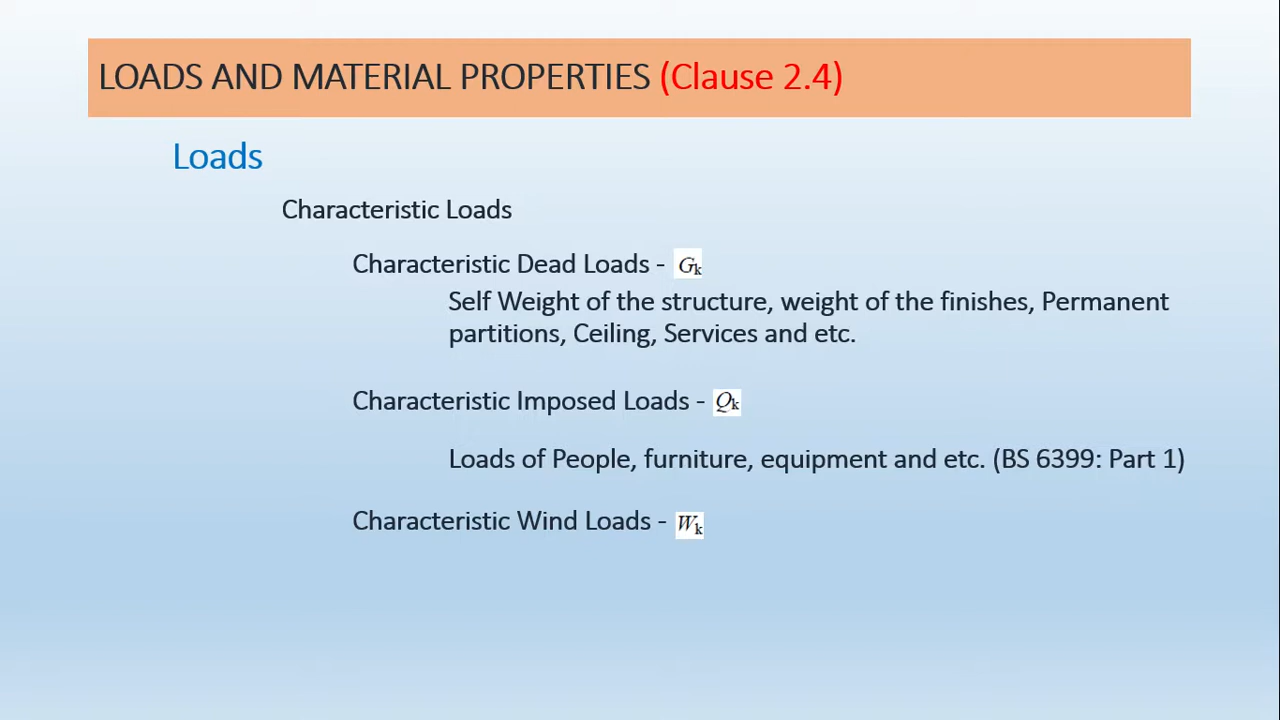 LOADS AND MATERIAL PROPERTIES (Clause 2.4)
Loads
Characteristic Loads
Characteristic Dead Loads - Gk
Self Weight of the structure, weight of the finishes, Permanent
partitions, Ceiling, Services and etc.
Characteristic Imposed Loads - Qk
Loads of People, furniture, equipment and etc. (BS 6399: Part 1)
Characteristic Wind Loads - Wk